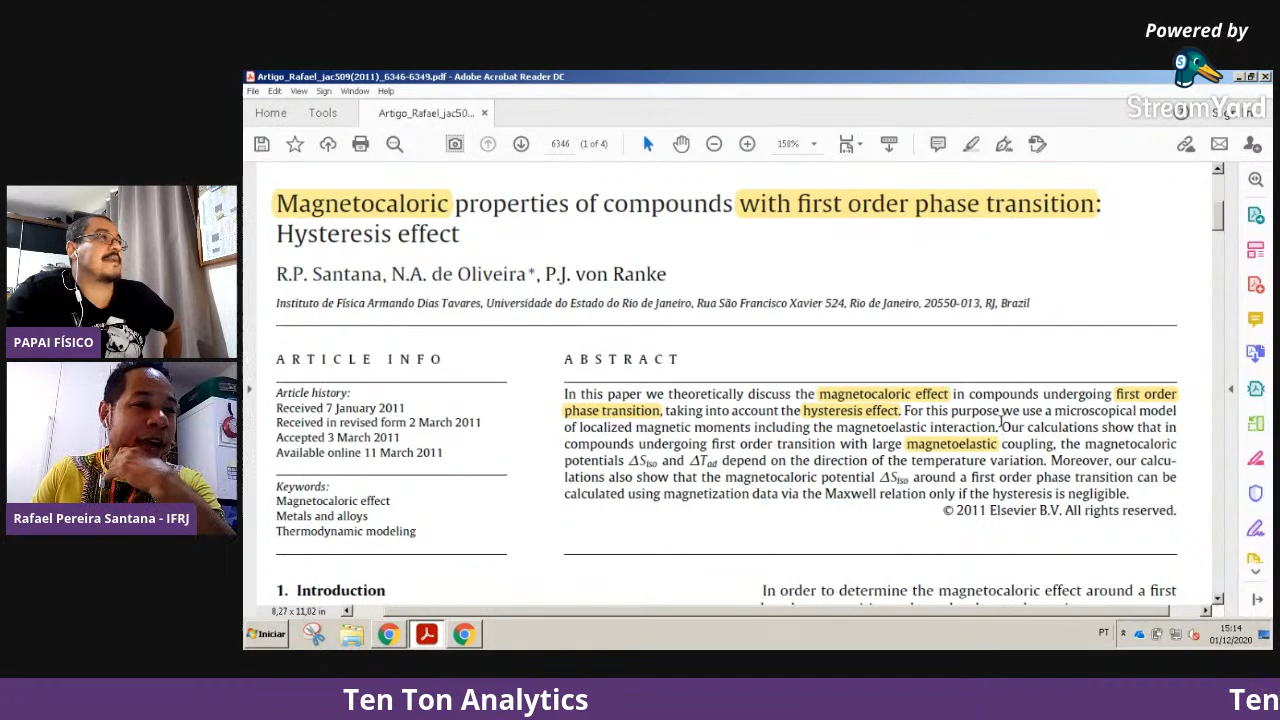 Powered by
StreamYard
Artigo_Rafael_jac509(2011)_6346-6349.pdf - Adobe Acrobat Reader DC
File Edit View Sign Window Help
Home Tools Artigo_Rafael_jac50... ×
6346 (1 of 4) 150%
Magnetocaloric properties of compounds with first order phase transition:
Hysteresis effect
R.P. Santana, N.A. de Oliveira*, P.J. von Ranke
Instituto de Física Armando Dias Tavares, Universidade do Estado do Rio de Janeiro, Rua São Francisco Xavier 524, Rio de Janeiro, 20550-013, RJ, Brazil
ARTICLE INFO
Article history:
Received 7 January 2011
Received in revised form 2 March 2011
Accepted 3 March 2011
Available online 11 March 2011
Keywords:
Magnetocaloric effect
Metals and alloys
Thermodynamic modeling
ABSTRACT
In this paper we theoretically discuss the magnetocaloric effect in compounds undergoing first order
phase transition, taking into account the hysteresis effect. For this purpose we use a microscopical model
of localized magnetic moments including the magnetoelastic interaction. Our calculations show that in
compounds undergoing first order transition with large magnetoelastic coupling, the magnetocaloric
potentials ΔSiso and ΔTad depend on the direction of the temperature variation. Moreover, our calcu-
lations also show that the magnetocaloric potential ΔSiso around a first order phase transition can be
calculated using magnetization data via the Maxwell relation only if the hysteresis is negligible.
© 2011 Elsevier B.V. All rights reserved.
1. Introduction
In order to determine the magnetocaloric effect around a first
8,27 x 11,02 in
Iniciar
PT
15:14
01/12/2020
PAPAI FÍSICO
Rafael Pereira Santana - IFRJ
Ten Ton Analytics
Ten